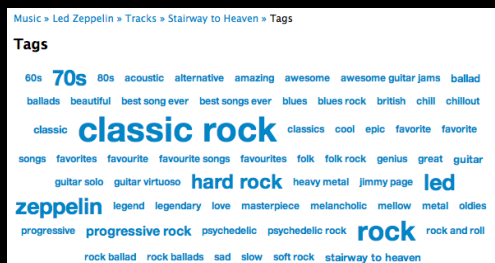 Music » Led Zeppelin » Tracks » Stairway to Heaven » Tags
Tags
60s 70s 80s acoustic alternative amazing awesome awesome guitar jams ballad
ballads beautiful best song ever best songs ever blues blues rock british chill chillout
classic classic rock classics cool epic favorite favorite
songs favorites favourite favourite songs favourites folk folk rock genius great guitar
guitar solo guitar virtuoso hard rock heavy metal jimmy page led
zeppelin legend legendary love masterpiece melancholic mellow metal oldies
progressive progressive rock psychedelic psychedelic rock rock rock and roll
rock ballad rock ballads sad slow soft rock stairway to heaven